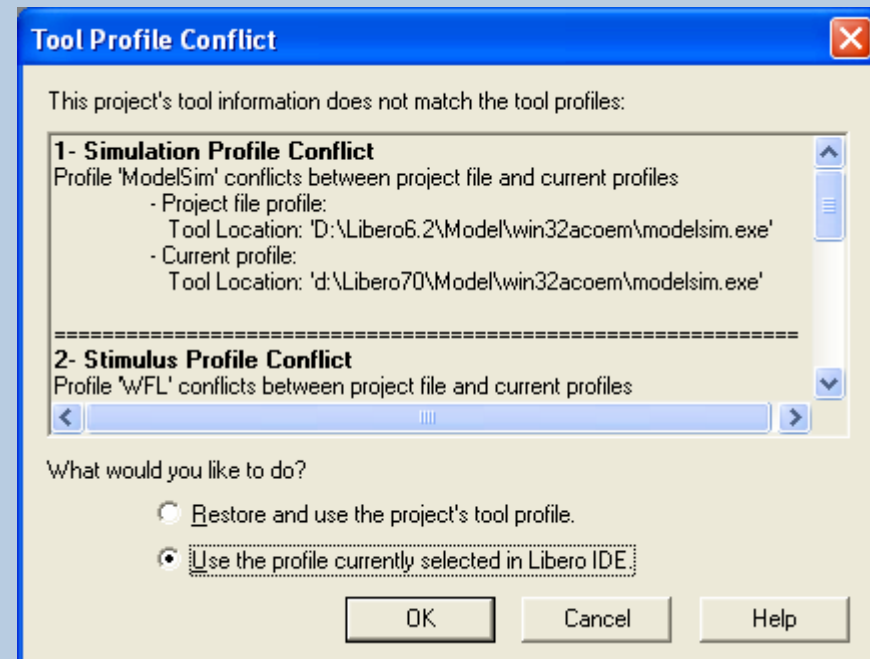 Tool Profile Conflict
This project's tool information does not match the tool profiles:
1- Simulation Profile Conflict
Profile 'ModelSim' conflicts between project file and current profiles
- Project file profile:
Tool Location: 'D:\Libero6.2\Model\win32acoem\modelsim.exe'
- Current profile:
Tool Location: 'd:\Libero70\Model\win32acoem\modelsim.exe'
==============================================================
2- Stimulus Profile Conflict
Profile 'WFL' conflicts between project file and current profiles
What would you like to do?
Restore and use the project's tool profile.
Use the profile currently selected in Libero IDE.
OK Cancel Help